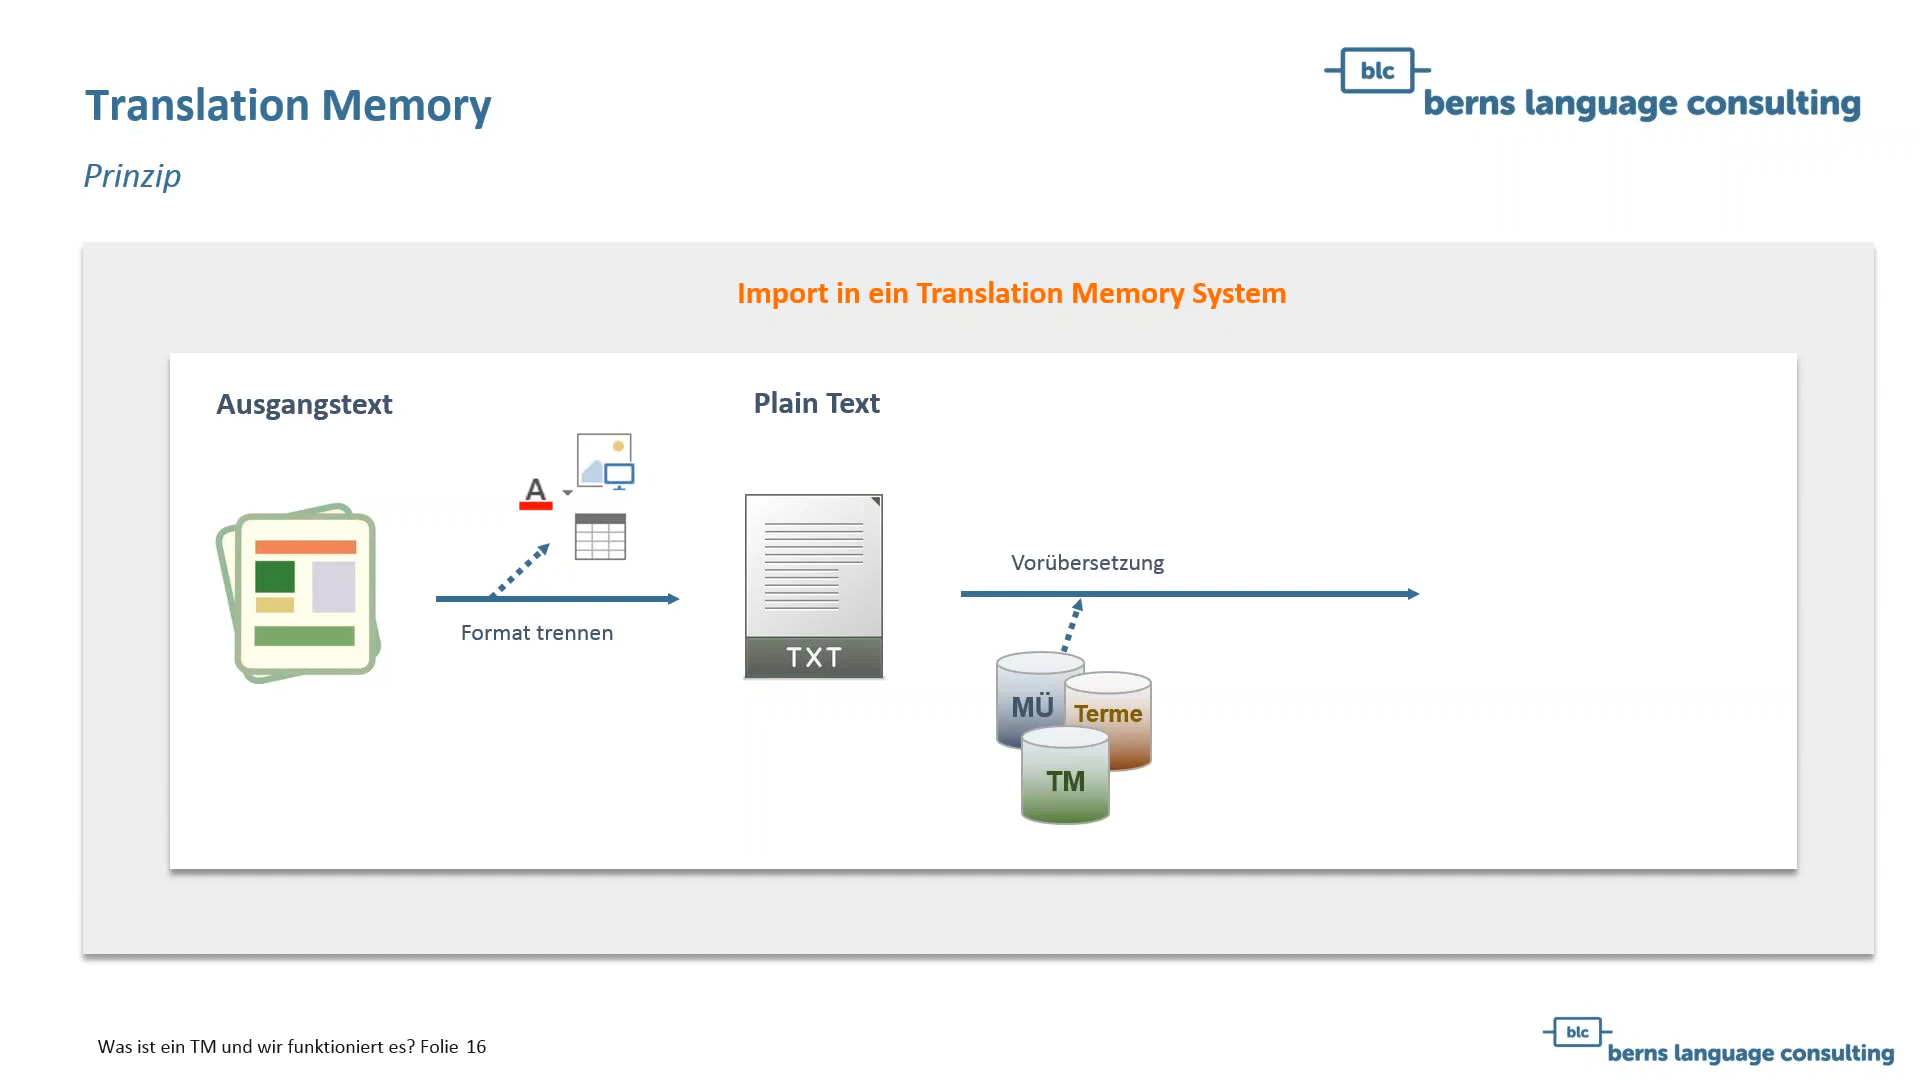 blc
berns language consulting
Translation Memory
Prinzip
Import in ein Translation Memory System
Ausgangstext
Plain Text
A
Vorübersetzung
Format trennen
TXT
MÜ
Terme
TM
Was ist ein TM und wir funktioniert es? Folie 16
blc
berns language consulting